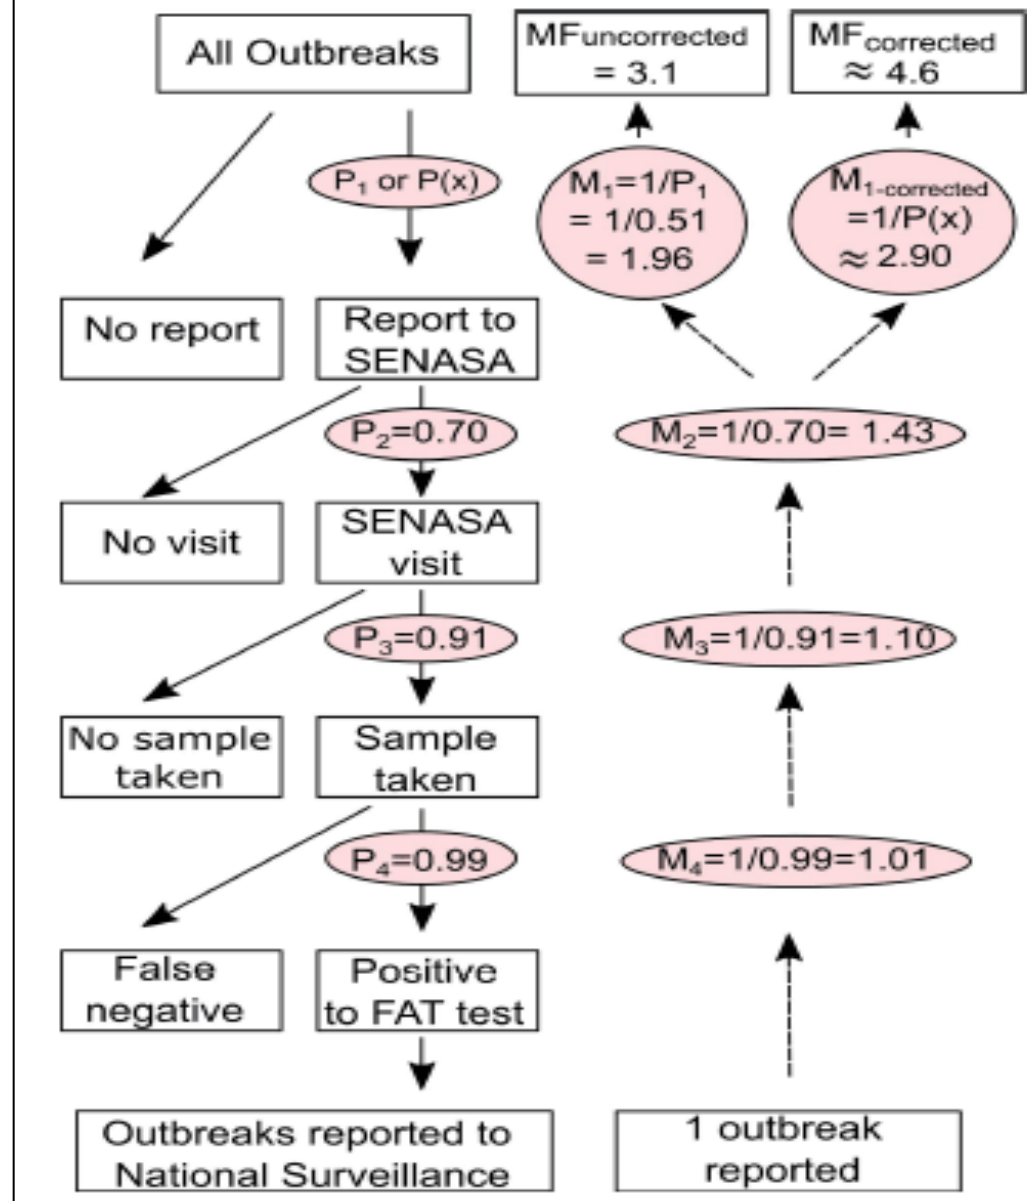 All Outbreaks
MFuncorrected
= 3.1
MFcorrected
≈ 4.6
P1 or P(x)
M1=1/P1
= 1/0.51
= 1.96
M1-corrected
=1/P(x)
≈ 2.90
No report
Report to
SENASA
P2=0.70
M2=1/0.70= 1.43
No visit
SENASA
visit
P3=0.91
M3=1/0.91=1.10
No sample
taken
Sample
taken
P4=0.99
M4=1/0.99=1.01
False
negative
Positive
to FAT test
Outbreaks reported to
National Surveillance
1 outbreak
reported